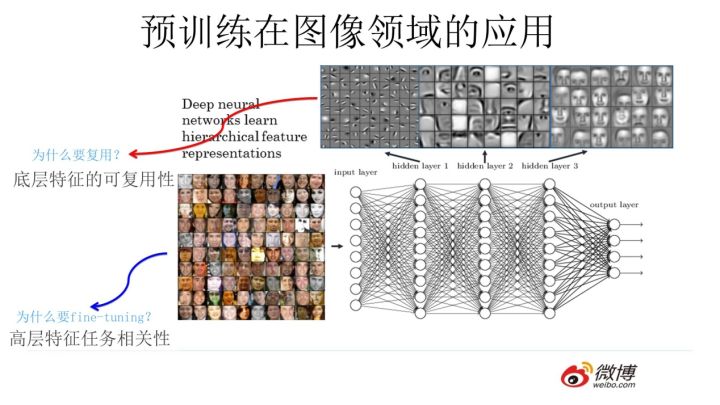 预训练在图像领域的应用
Deep neural
networks learn
hierarchical feature
representations
为什么要复用？
底层特征的可复用性
hidden layer 1 hidden layer 2 hidden layer 3
input layer
output layer
为什么要fine-tuning？
高层特征任务相关性
微博
weibo.com